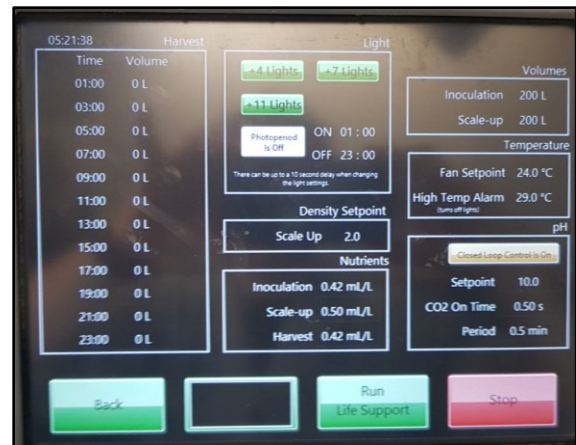 05:21:38 Harvest
Time Volume
01:00 0 L
03:00 0 L
05:00 0 L
07:00 0 L
09:00 0 L
11:00 0 L
13:00 0 L
15:00 0 L
17:00 0 L
19:00 0 L
21:00 0 L
23:00 0 L
Light
+4 Lights +7 Lights
+11 Lights
Photoperiod
Is Off
ON 01 : 00
OFF 23 : 00
There can be up to a 10 second delay when changing
the light settings.
Density Setpoint
Scale Up 2.0
Nutrients
Inoculation 0.42 mL/L
Scale-up 0.50 mL/L
Harvest 0.42 mL/L
Volumes
Inoculation 200 L
Scale-up 200 L
Temperature
Fan Setpoint 24.0 °C
High Temp Alarm 29.0 °C
(turns off lights)
pH
Closed Loop Control Is On
Setpoint 10.0
CO2 On Time 0.50 s
Period 0.5 min
Back
Run
Life Support
Stop